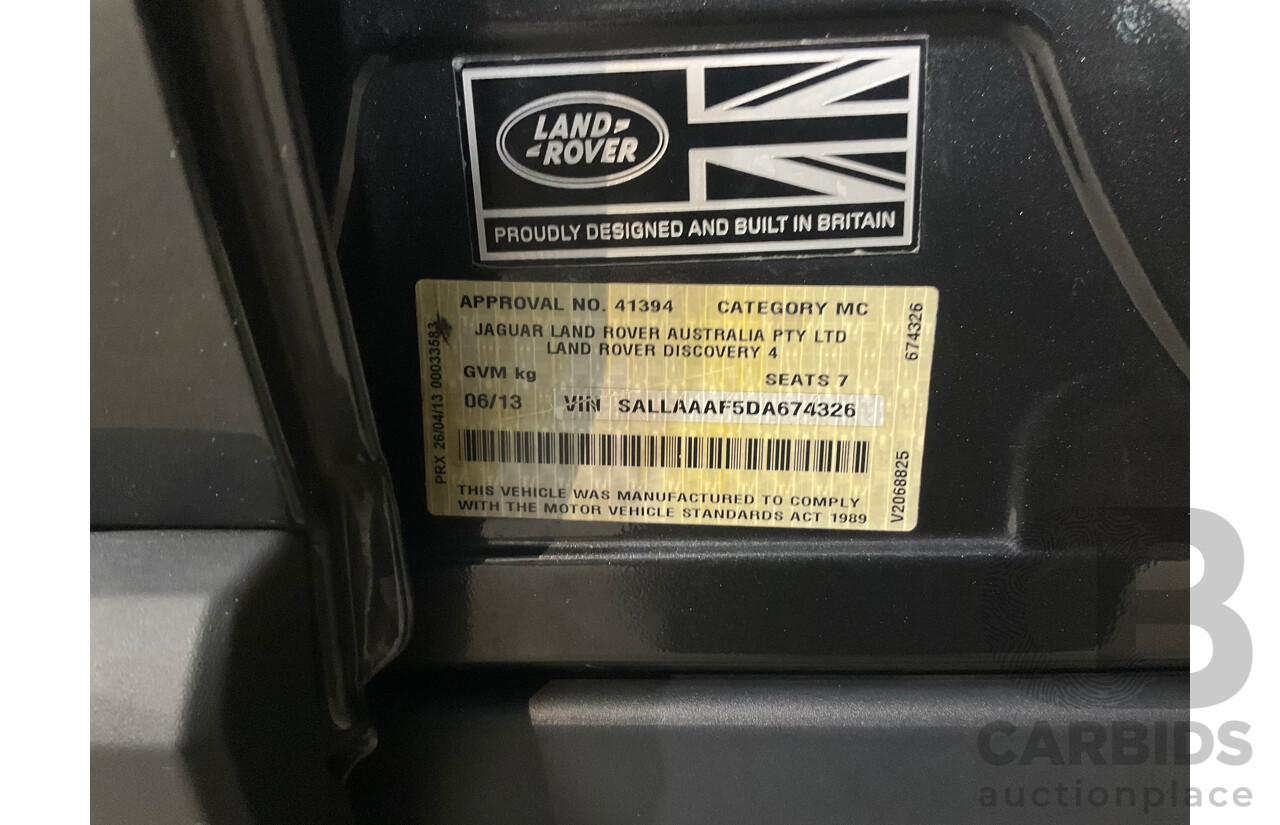 LAND-
-ROVER
PROUDLY DESIGNED AND BUILT IN BRITAIN
APPROVAL NO. 41394 CATEGORY MC
JAGUAR LAND ROVER AUSTRALIA PTY LTD
LAND ROVER DISCOVERY 4
GVM kg SEATS 7
06/13 VIN SALLAAAF5DA674326
THIS VEHICLE WAS MANUFACTURED TO COMPLY
WITH THE MOTOR VEHICLE STANDARDS ACT 1989
PRX 26/04/13 00033583
674326
V2068825
CB
CARBIDS
auctionplace